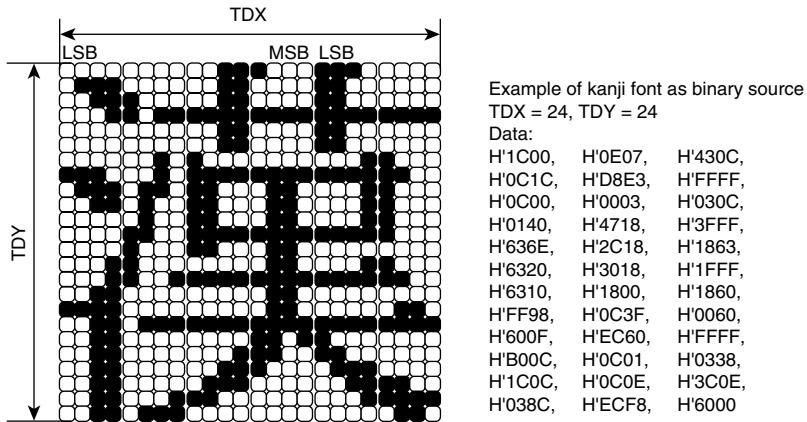 TDX
LSB MSB LSB
TDY
Example of kanji font as binary source
TDX = 24, TDY = 24
Data:
H'1C00, H'0E07, H'430C,
H'0C1C, H'D8E3, H'FFFF,
H'0C00, H'0003, H'030C,
H'0140, H'4718, H'3FFF,
H'636E, H'2C18, H'1863,
H'6320, H'3018, H'1FFF,
H'6310, H'1800, H'1860,
H'FF98, H'0C3F, H'0060,
H'600F, H'EC60, H'FFFF,
H'B00C, H'0C01, H'0338,
H'1C0C, H'0C0E, H'3C0E,
H'038C, H'ECF8, H'6000